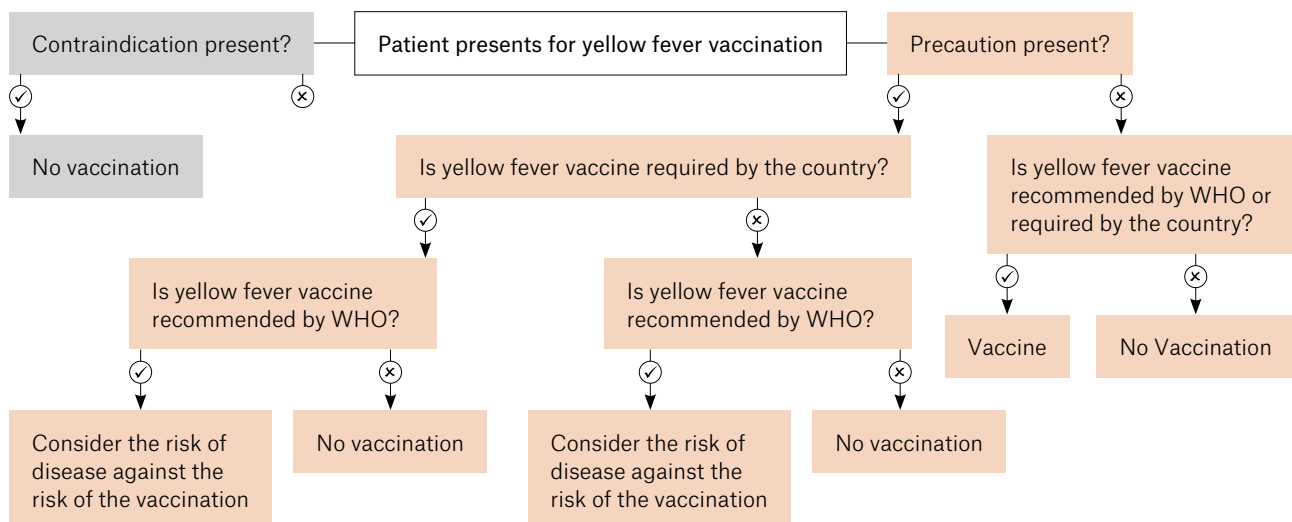 Contraindication present?
Patient presents for yellow fever vaccination
Precaution present?
No vaccination
Is yellow fever vaccine required by the country?
Is yellow fever vaccine
recommended by WHO or
required by the country?
Is yellow fever vaccine
recommended by WHO?
Is yellow fever vaccine
recommended by WHO?
Vaccine
No Vaccination
Consider the risk of
disease against the
risk of the vaccination
No vaccination
Consider the risk of
disease against the
risk of the vaccination
No vaccination